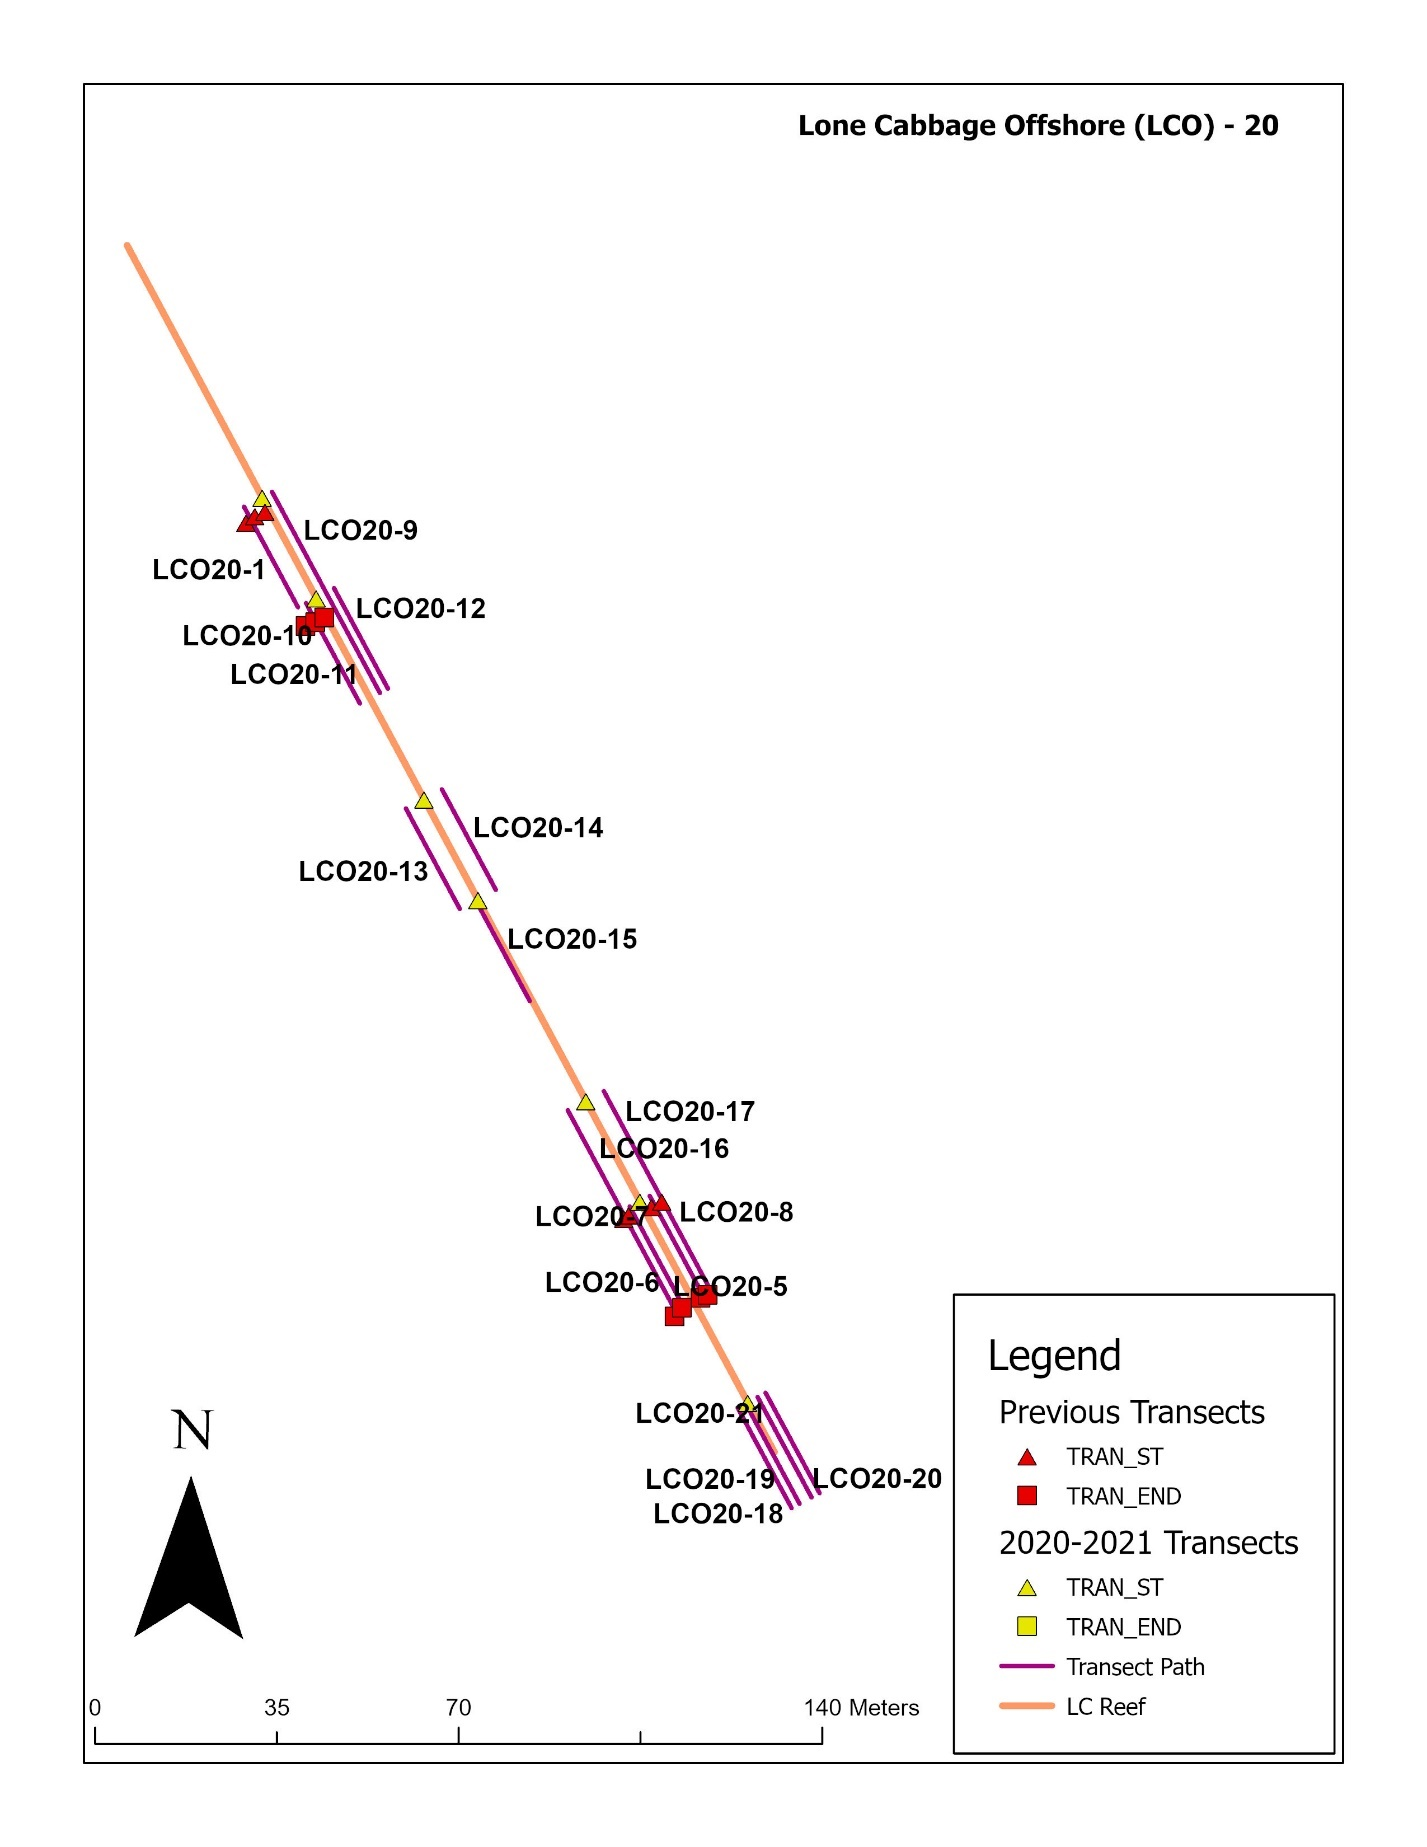 Lone Cabbage Offshore (LCO) - 20
LCO20-9
LCO20-1
LCO20-12
LCO20-10
LCO20-11
LCO20-14
LCO20-13
LCO20-15
LCO20-17
LCO20-16
LCO20-7
LCO20-8
LCO20-6
LCO20-5
LCO20-21
LCO20-19
LCO20-20
LCO20-18
N
Legend
Previous Transects
TRAN_ST
TRAN_END
2020-2021 Transects
TRAN_ST
TRAN_END
Transect Path
LC Reef
0 35 70 140 Meters